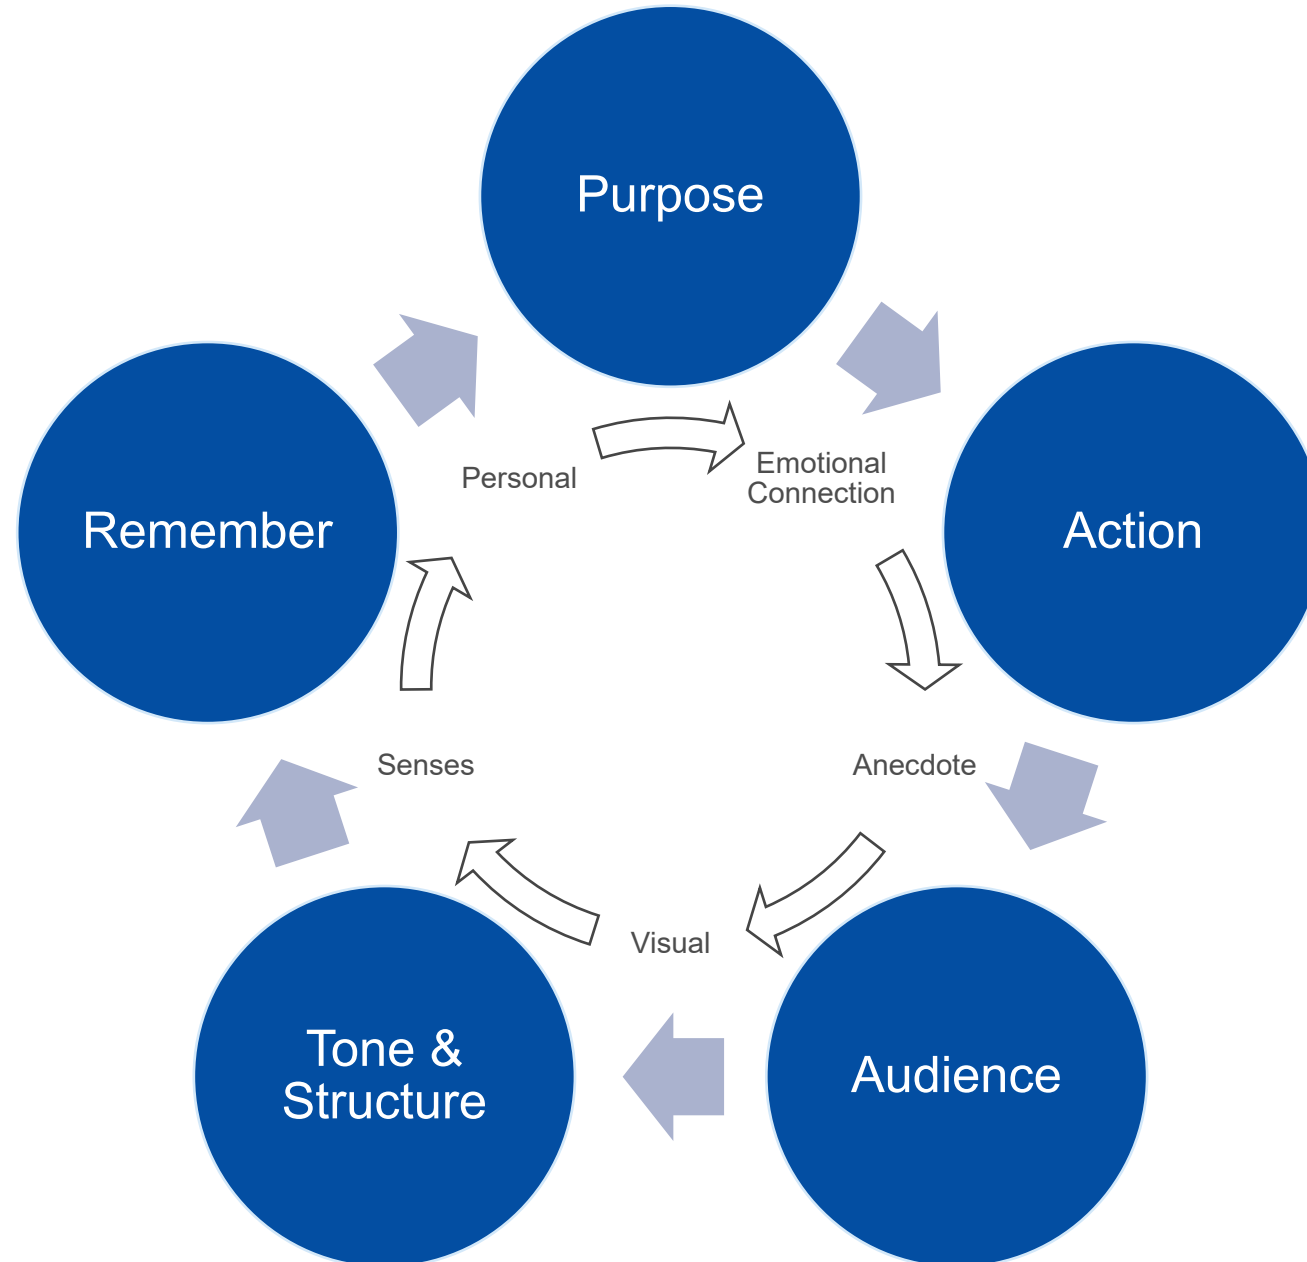 Purpose
Personal
Emotional
Connection
Remember
Action
Senses
Anecdote
Visual
Tone &
Structure
Audience